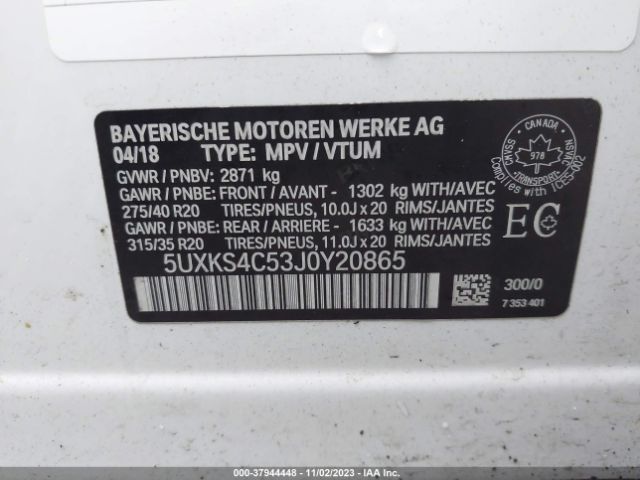 BAYERISCHE MOTOREN WERKE AG
04/18 TYPE: MPV / VTUM
GVWR / PNBV: 2871 kg
GAWR / PNBE: FRONT / AVANT - 1302 kg WITH/AVEC
275/40 R20 TIRES/PNEUS, 10.0J x 20 RIMS/JANTES
GAWR / PNBE: REAR / ARRIERE - 1633 kg WITH/AVEC
315/35 R20 TIRES/PNEUS, 11.0J x 20 RIMS/JANTES
5UXKS4C53J0Y20865
CANADA
978
TRANSPORT
CMVSS
NSVAC
Complies with / ICES-002
EC
300/0
7 353 401
000-37944448 - 11/02/2023 - IAA Inc.